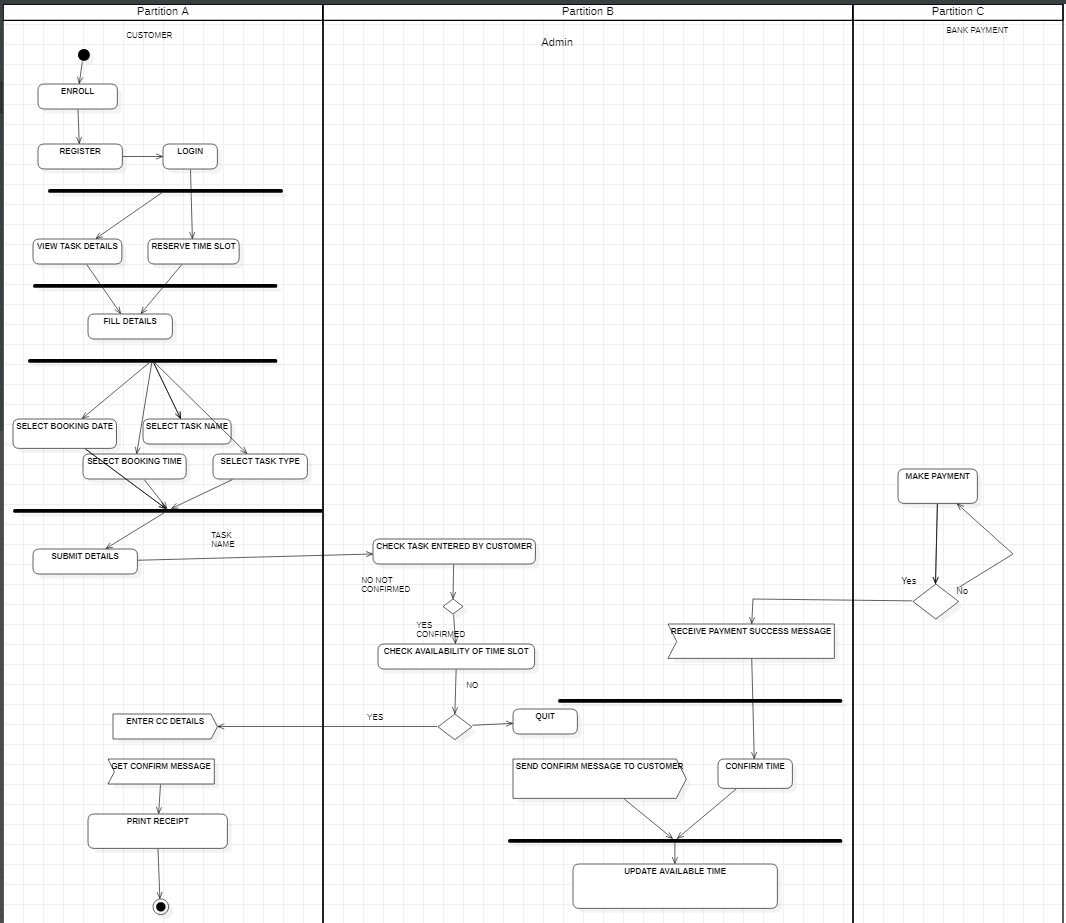 Partition A
Partition B
Partition C
CUSTOMER
Admin
BANK PAYMENT
ENROLL
REGISTER
LOGIN
VIEW TASK DETAILS
RESERVE TIME SLOT
FILL DETAILS
SELECT BOOKING DATE
SELECT TASK NAME
SELECT BOOKING TIME
SELECT TASK TYPE
MAKE PAYMENT
TASK
NAME
SUBMIT DETAILS
CHECK TASK ENTERED BY CUSTOMER
NO NOT
CONFIRMED
Yes
No
YES
CONFIRMED
RECEIVE PAYMENT SUCCESS MESSAGE
CHECK AVAILABILITY OF TIME SLOT
NO
YES
QUIT
ENTER CC DETAILS
GET CONFIRM MESSAGE
SEND CONFIRM MESSAGE TO CUSTOMER
CONFIRM TIME
PRINT RECEIPT
UPDATE AVAILABLE TIME